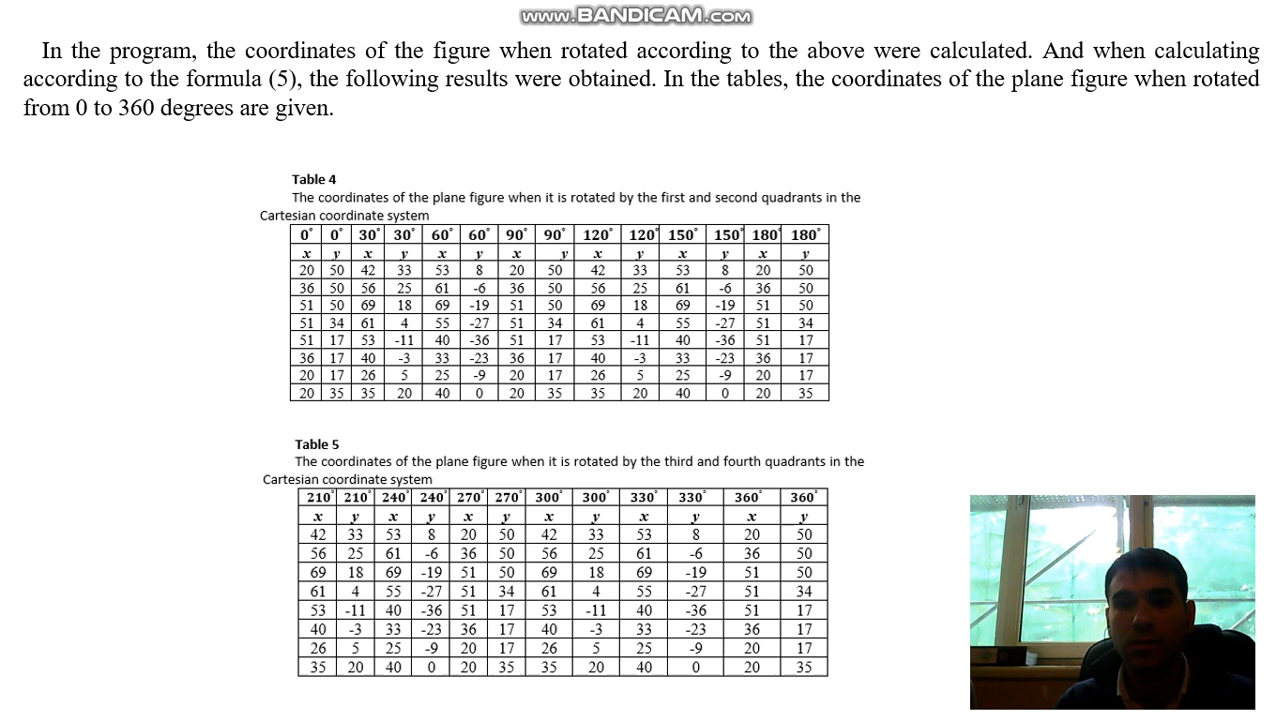 www.BANDICAM.COM
In the program, the coordinates of the figure when rotated according to the above were calculated. And when calculating
according to the formula (5), the following results were obtained. In the tables, the coordinates of the plane figure when rotated
from 0 to 360 degrees are given.
Table 4
The coordinates of the plane figure when it is rotated by the first and second quadrants in the
Cartesian coordinate system
0° 0° 30° 30° 60° 60° 90° 90° 120° 120° 150° 150° 180° 180°
x y x y x y x y x y x y x y
20 50 42 33 53 8 20 50 42 33 53 8 20 50
36 50 56 25 61 -6 36 50 56 25 61 -6 36 50
51 50 69 18 69 -19 51 50 69 18 69 -19 51 50
51 34 61 4 55 -27 51 34 61 4 55 -27 51 34
51 17 53 -11 40 -36 51 17 53 -11 40 -36 51 17
36 17 40 -3 33 -23 36 17 40 -3 33 -23 36 17
20 17 26 5 25 -9 20 17 26 5 25 -9 20 17
20 35 35 20 40 0 20 35 35 20 40 0 20 35
Table 5
The coordinates of the plane figure when it is rotated by the third and fourth quadrants in the
Cartesian coordinate system
210° 210° 240° 240° 270° 270° 300° 300° 330° 330° 360° 360°
x y x y x y x y x y x y
42 33 53 8 20 50 42 33 53 8 20 50
56 25 61 -6 36 50 56 25 61 -6 36 50
69 18 69 -19 51 50 69 18 69 -19 51 50
61 4 55 -27 51 34 61 4 55 -27 51 34
53 -11 40 -36 51 17 53 -11 40 -36 51 17
40 -3 33 -23 36 17 40 -3 33 -23 36 17
26 5 25 -9 20 17 26 5 25 -9 20 17
35 20 40 0 20 35 35 20 40 0 20 35